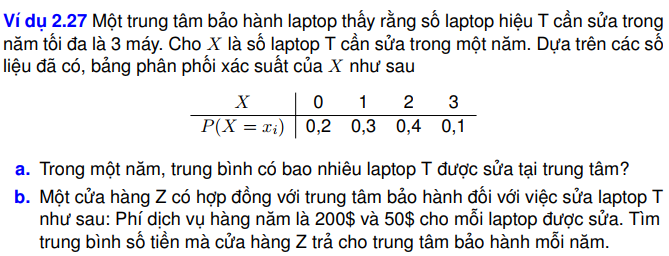 Ví dụ 2.27 Một trung tâm bảo hành laptop thấy rằng số laptop hiệu T cần sửa trong
năm tối đa là 3 máy. Cho X là số laptop T cần sửa trong một năm. Dựa trên các số
liệu đã có, bảng phân phối xác suất của X như sau
X 0 1 2 3
P(X = xᵢ) 0,2 0,3 0,4 0,1
a. Trong một năm, trung bình có bao nhiêu laptop T được sửa tại trung tâm?
b. Một cửa hàng Z có hợp đồng với trung tâm bảo hành đối với việc sửa laptop T
như sau: Phí dịch vụ hàng năm là 200$ và 50$ cho mỗi laptop được sửa. Tìm
trung bình số tiền mà cửa hàng Z trả cho trung tâm bảo hành mỗi năm.